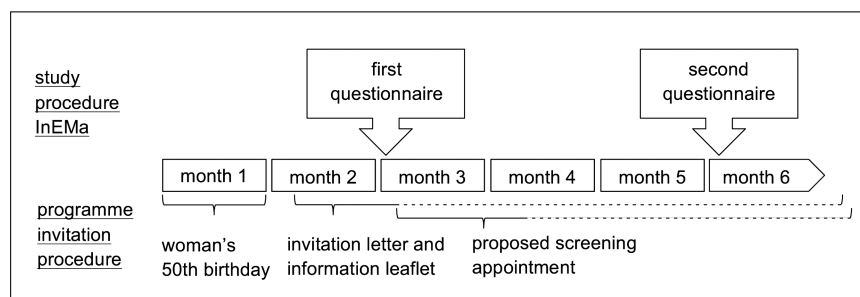 study
procedure
InEMa
first
questionnaire
second
questionnaire
month 1
month 2
month 3
month 4
month 5
month 6
programme
invitation
procedure
woman's
50th birthday
invitation letter and
information leaflet
proposed screening
appointment